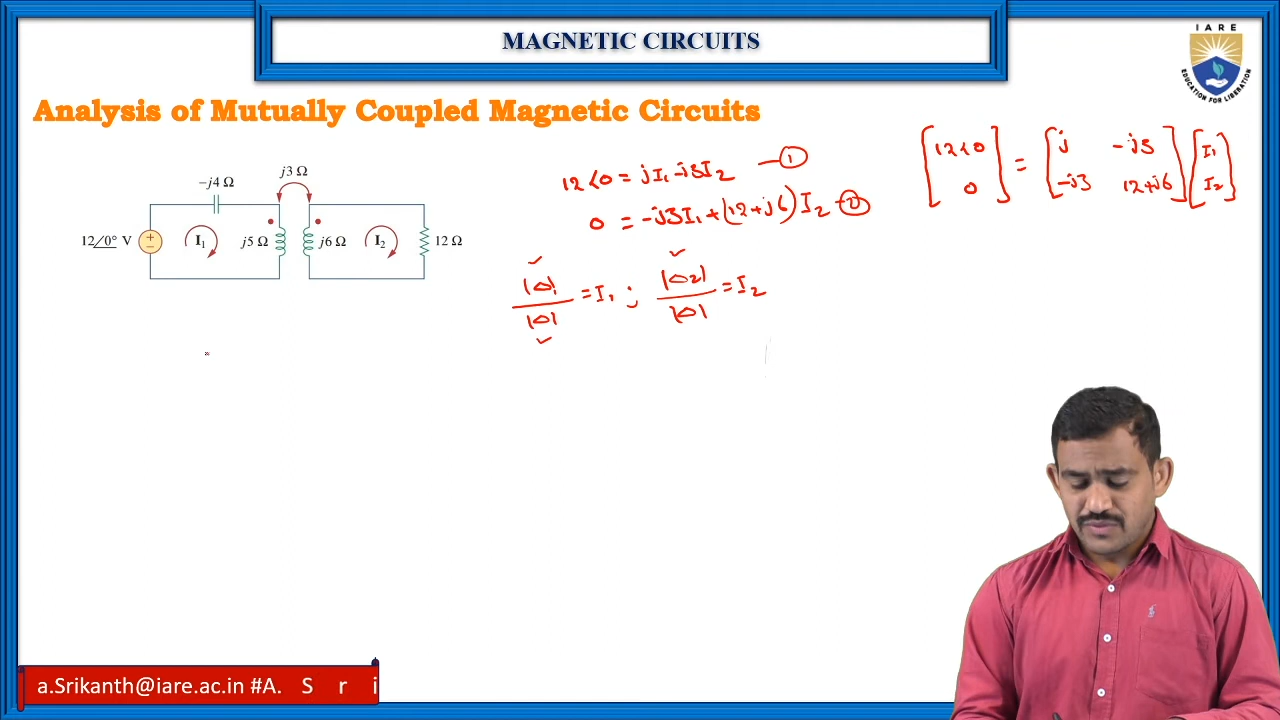 MAGNETIC CIRCUITS
IARE
EDUCATION FOR LIBERATION
Analysis of Mutually Coupled Magnetic Circuits
j3 Ω
−j4 Ω
12∠0° V
+
−
I₁
j5 Ω
j6 Ω
I₂
12 Ω
12<0 = jI₁ -j3I₂ —①
0 = -j3I₁+(12+j6)I₂ -②
|△1|/|△| = I₁ ; |△2|/|△| = I₂
[12<0 0] = [j -j3 -j3 12+j6] [I₁ I₂]
a.Srikanth@iare.ac.in #A. S r i